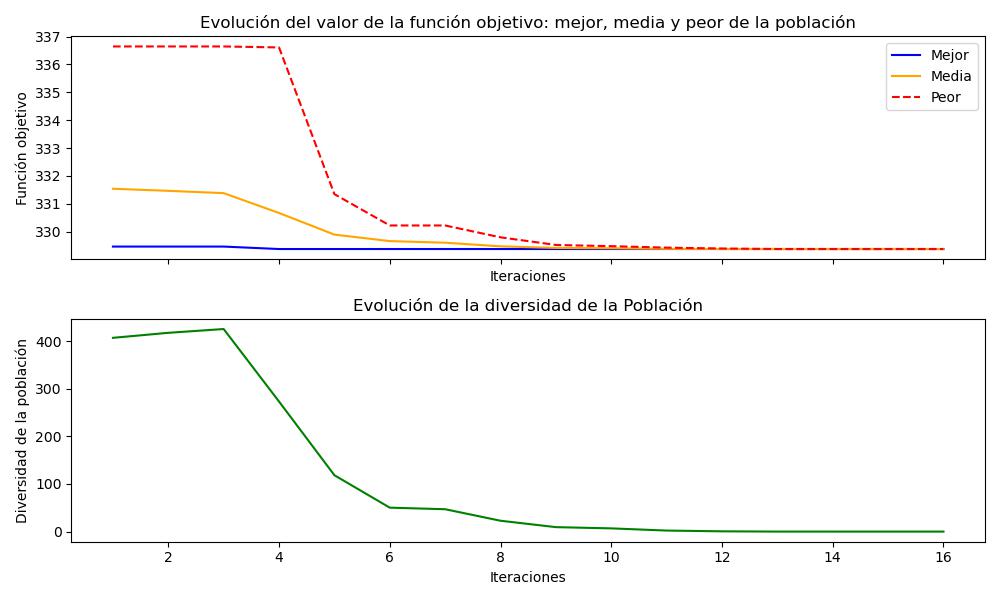 Evolución del valor de la función objetivo: mejor, media y peor de la población
337
336
335
334
333
332
331
330
Función objetivo
Mejor
Media
Peor
Iteraciones
Evolución de la diversidad de la Población
400
300
200
100
0
Diversidad de la población
2 4 6 8 10 12 14 16
Iteraciones